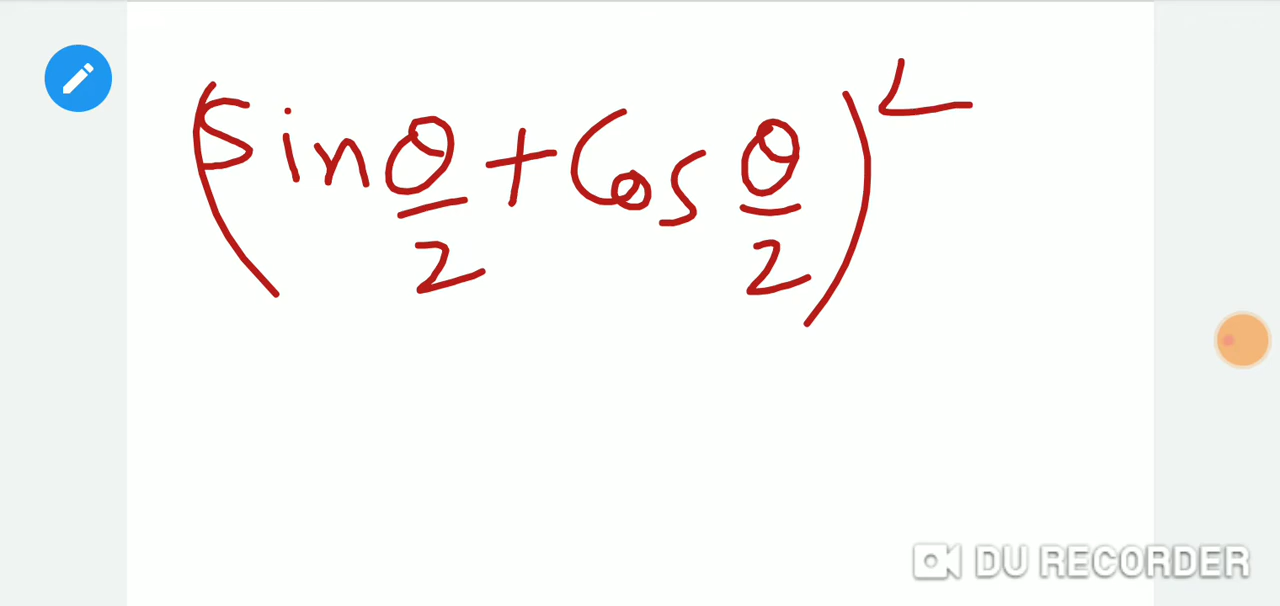 (Sin θ/2 + Cos θ/2)²
DU RECORDER